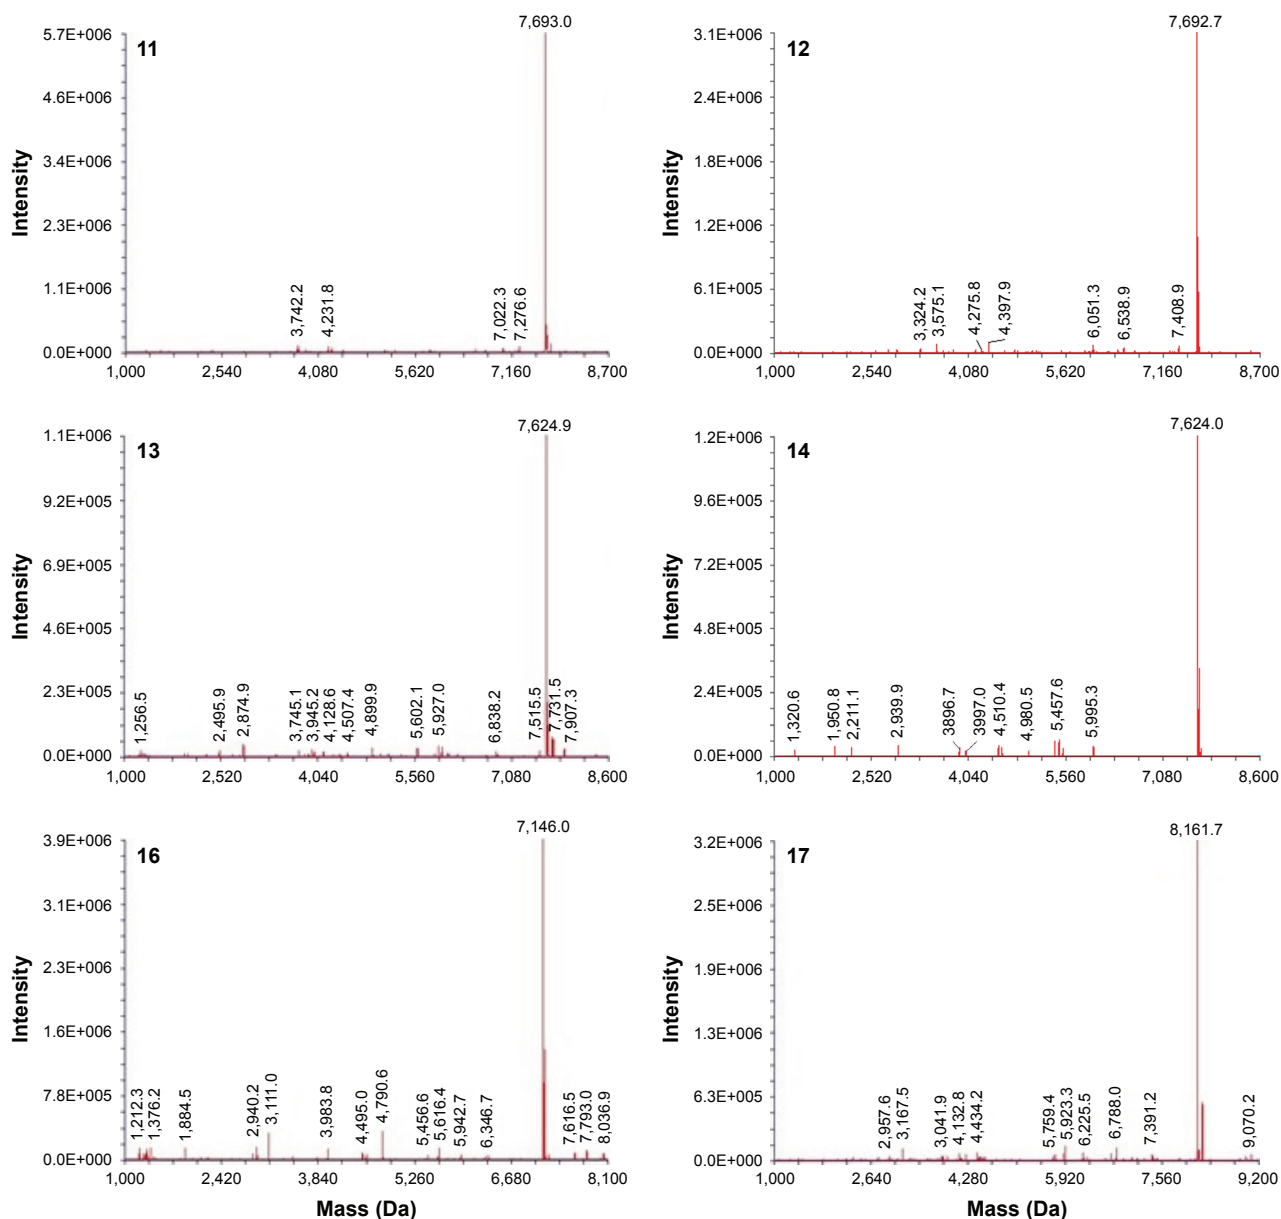 7,693.0
5.7E+006
11
4.6E+006
3.4E+006
2.3E+006
1.1E+006
0.0E+000
Intensity
3,742.2
4,231.8
7,022.3
7,276.6
1,000
2,540
4,080
5,620
7,160
8,700
7,692.7
3.1E+006
12
2.4E+006
1.8E+006
1.2E+006
6.1E+005
0.0E+000
Intensity
3,324.2
3,575.1
4,275.8
4,397.9
6,051.3
6,538.9
7,408.9
1,000
2,540
4,080
5,620
7,160
8,700
7,624.9
1.1E+006
13
9.2E+005
6.9E+005
4.6E+005
2.3E+005
0.0E+000
Intensity
1,256.5
2,495.9
2,874.9
3,745.1
3,945.2
4,128.6
4,507.4
4,899.9
5,602.1
5,927.0
6,838.2
7,515.5
7,731.5
7,907.3
1,000
2,520
4,040
5,560
7,080
8,600
7,624.0
1.2E+006
14
9.6E+005
7.2E+005
4.8E+005
2.4E+005
0.0E+000
Intensity
1,320.6
1,950.8
2,211.1
2,939.9
3896.7
3997.0
4,510.4
4,980.5
5,457.6
5,995.3
1,000
2,520
4,040
5,560
7,080
8,600
7,146.0
3.9E+006
16
3.1E+006
2.3E+006
1.6E+006
7.8E+005
0.0E+000
Intensity
1,212.3
1,376.2
1,884.5
2,940.2
3,111.0
3,983.8
4,495.0
4,790.6
5,456.6
5,616.4
5,942.7
6,346.7
7,616.5
7,793.0
8,036.9
1,000
2,420
3,840
5,260
6,680
8,100
Mass (Da)
8,161.7
3.2E+006
17
2.5E+006
1.9E+006
1.3E+006
6.3E+005
0.0E+000
Intensity
2,957.6
3,167.5
3,041.9
4,132.8
4,434.2
5,759.4
5,923.3
6,225.5
6,788.0
7,391.2
9,070.2
1,000
2,640
4,280
5,920
7,560
9,200
Mass (Da)